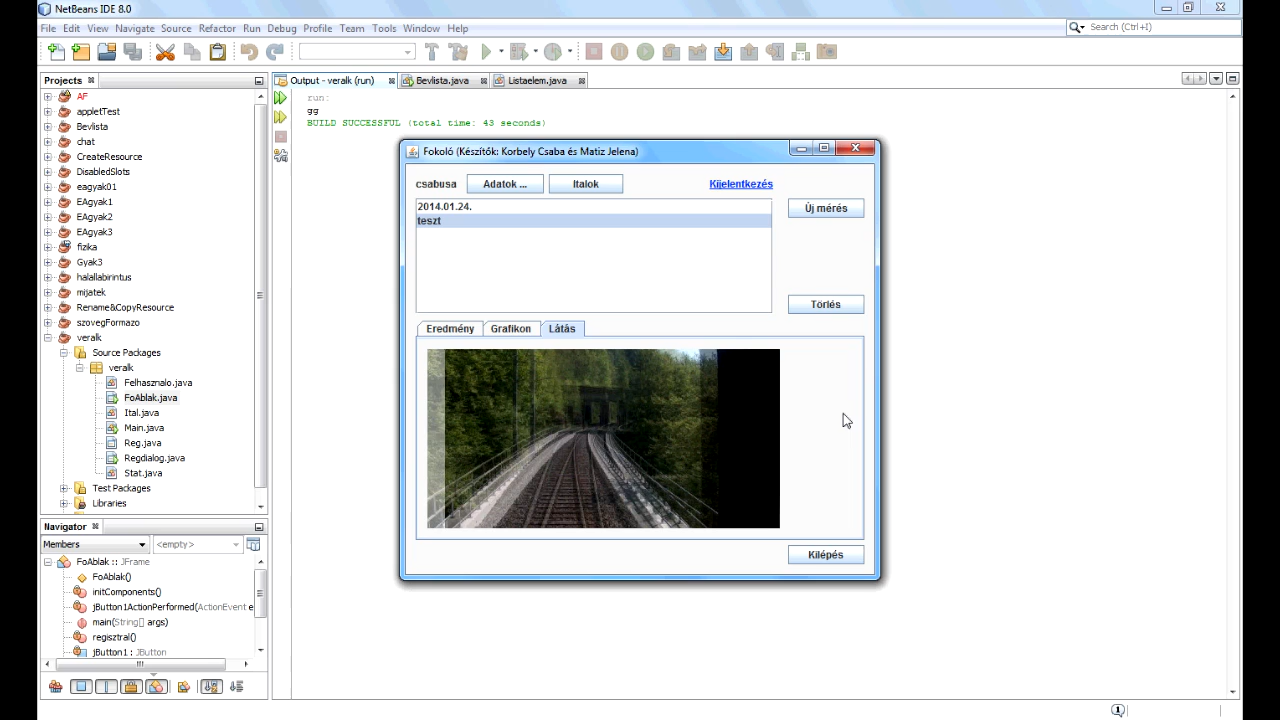 NetBeans IDE 8.0
File Edit View Navigate Source Refactor Run Debug Profile Team Tools Window Help
Search (Ctrl+I)
Projects
Output - veralk (run)
Bevlista.java
Listaelem.java
AF
appletTest
Bevlista
chat
CreateResource
DisabledSlots
eagyak01
EAgyak1
EAgyak2
EAgyak3
fizika
Gyak3
halallabirintus
mijatek
Rename&CopyResource
szovegFormazo
veralk
Source Packages
veralk
Felhasznalo.java
FoAblak.java
Ital.java
Main.java
Reg.java
Regdialog.java
Stat.java
Test Packages
Libraries
run:
gg
BUILD SUCCESSFUL (total time: 43 seconds)
Fokoló (Készítők: Korbely Csaba és Matiz Jelena)
csabusa
Adatok ...
Italok
Kijelentkezés
2014.01.24.
teszt
Új mérés
Törlés
Eredmény
Grafikon
Látás
Kilépés
Navigator
Members
<empty>
FoAblak :: JFrame
FoAblak()
initComponents()
jButton1ActionPerformed(ActionEvent e
main(String[] args)
regisztral()
jButton1 : JButton
1